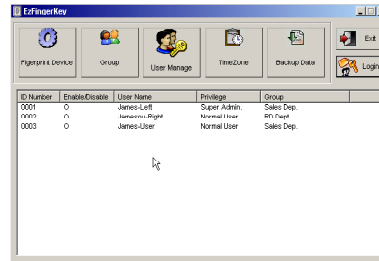 EzFingerKey
Fingerprint Device
Group
User Manage
TimeZone
Backup Data
Exit
Login
ID Number Enable/Disable User Name Privilege Group
0001 O James-Left Super Admin. Sales Dep.
0002 O Jamesou-Right Normal User RD Dept
0003 O James-User Normal User Sales Dep.